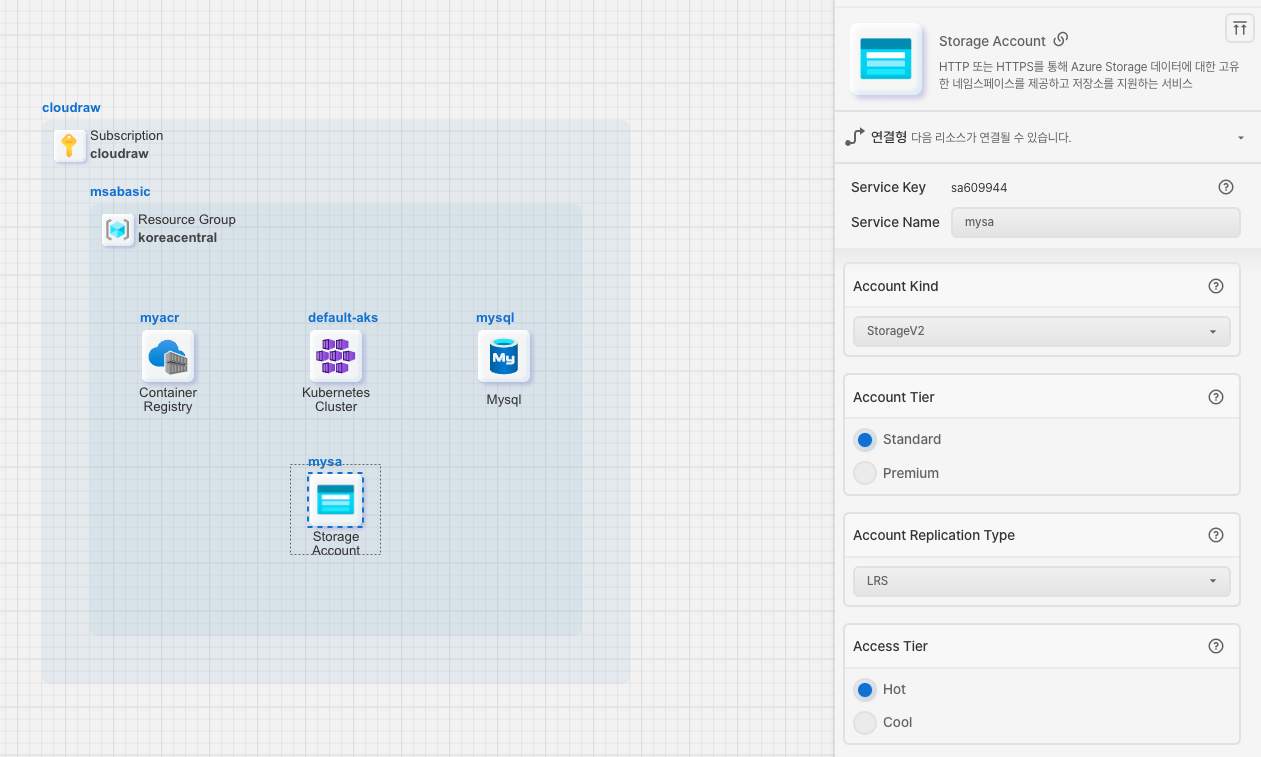 cloudraw
Subscription
cloudraw
msabasic
Resource Group
koreacentral
myacr
Container
Registry
default-aks
Kubernetes
Cluster
mysql
My
Mysql
mysa
Storage
Account
Storage Account
HTTP 또는 HTTPS를 통해 Azure Storage 데이터에 대한 고유
한 네임스페이스를 제공하고 저장소를 지원하는 서비스
연결형 다음 리소스가 연결될 수 있습니다.
Service Key sa609944
Service Name mysa
Account Kind
StorageV2
Account Tier
Standard
Premium
Account Replication Type
LRS
Access Tier
Hot
Cool